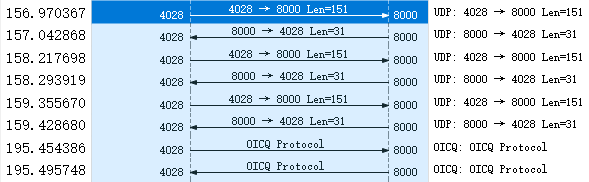 156.970367 4028 4028 → 8000 Len=151 8000 UDP: 4028 → 8000 Len=151
157.042868 4028 8000 → 4028 Len=31 8000 UDP: 8000 → 4028 Len=31
158.217698 4028 4028 → 8000 Len=151 8000 UDP: 4028 → 8000 Len=151
158.293919 4028 8000 → 4028 Len=31 8000 UDP: 8000 → 4028 Len=31
159.355670 4028 4028 → 8000 Len=151 8000 UDP: 4028 → 8000 Len=151
159.428680 4028 8000 → 4028 Len=31 8000 UDP: 8000 → 4028 Len=31
195.454386 4028 OICQ Protocol 8000 OICQ: OICQ Protocol
195.495748 4028 OICQ Protocol 8000 OICQ: OICQ Protocol